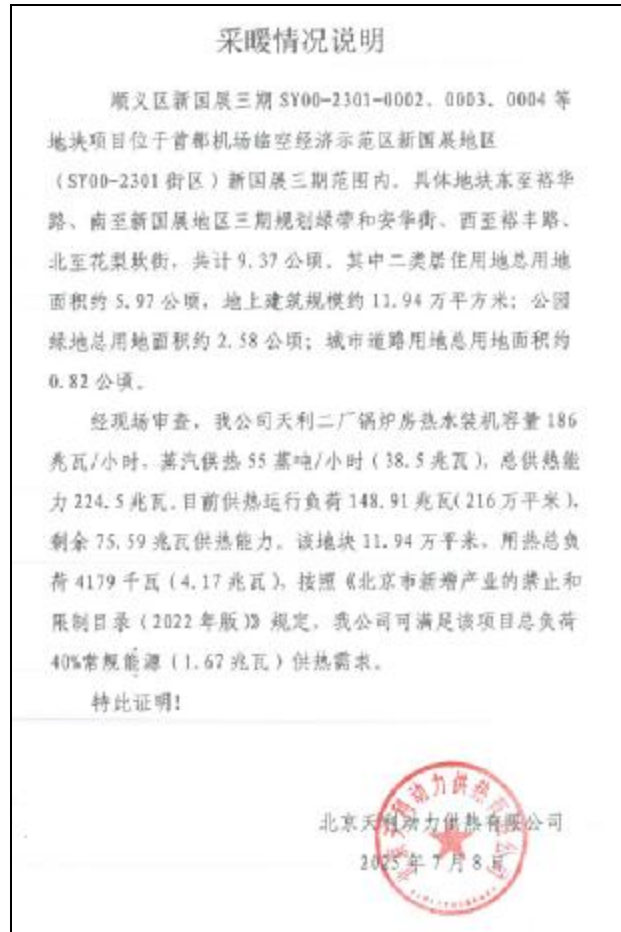 采暖情况说明
顺义区新国展三期 SY00-2301-0002、0003、0004 等
地块项目位于首都机场临空经济示范区新国展地区
（SY00-2301 街区）新国展三期范围内。具体地块东至裕华
路、南至新国展地区三期规划绿带和安华街、西至裕丰路、
北至花梨坎街，共计 9.37 公顷。其中二类居住用地总用地
面积约 5.97 公顷，地上建筑规模约 11.94 万平方米；公园
绿地总用地面积约 2.58 公顷；城市道路用地总用地面积约
0.82 公顷。
经现场审查，我公司天利二厂锅炉房热水装机容量 186
兆瓦/小时，蒸汽供热 55 蒸吨/小时（38.5 兆瓦），总供热能
力 224.5 兆瓦。目前供热运行负荷 148.91 兆瓦（216 万平米），
剩余 75.59 兆瓦供热能力。该地块 11.94 万平米，用热总负
荷 4179 千瓦（4.17 兆瓦），按照《北京市新增产业的禁止和
限制目录（2022 年版）》规定，我公司可满足该项目总负荷
40%常规能源（1.67 兆瓦）供热需求。
特此证明！
北京天利动力供热有限公司
2025 年 7 月 8 日
北京天利动力供热有限公司